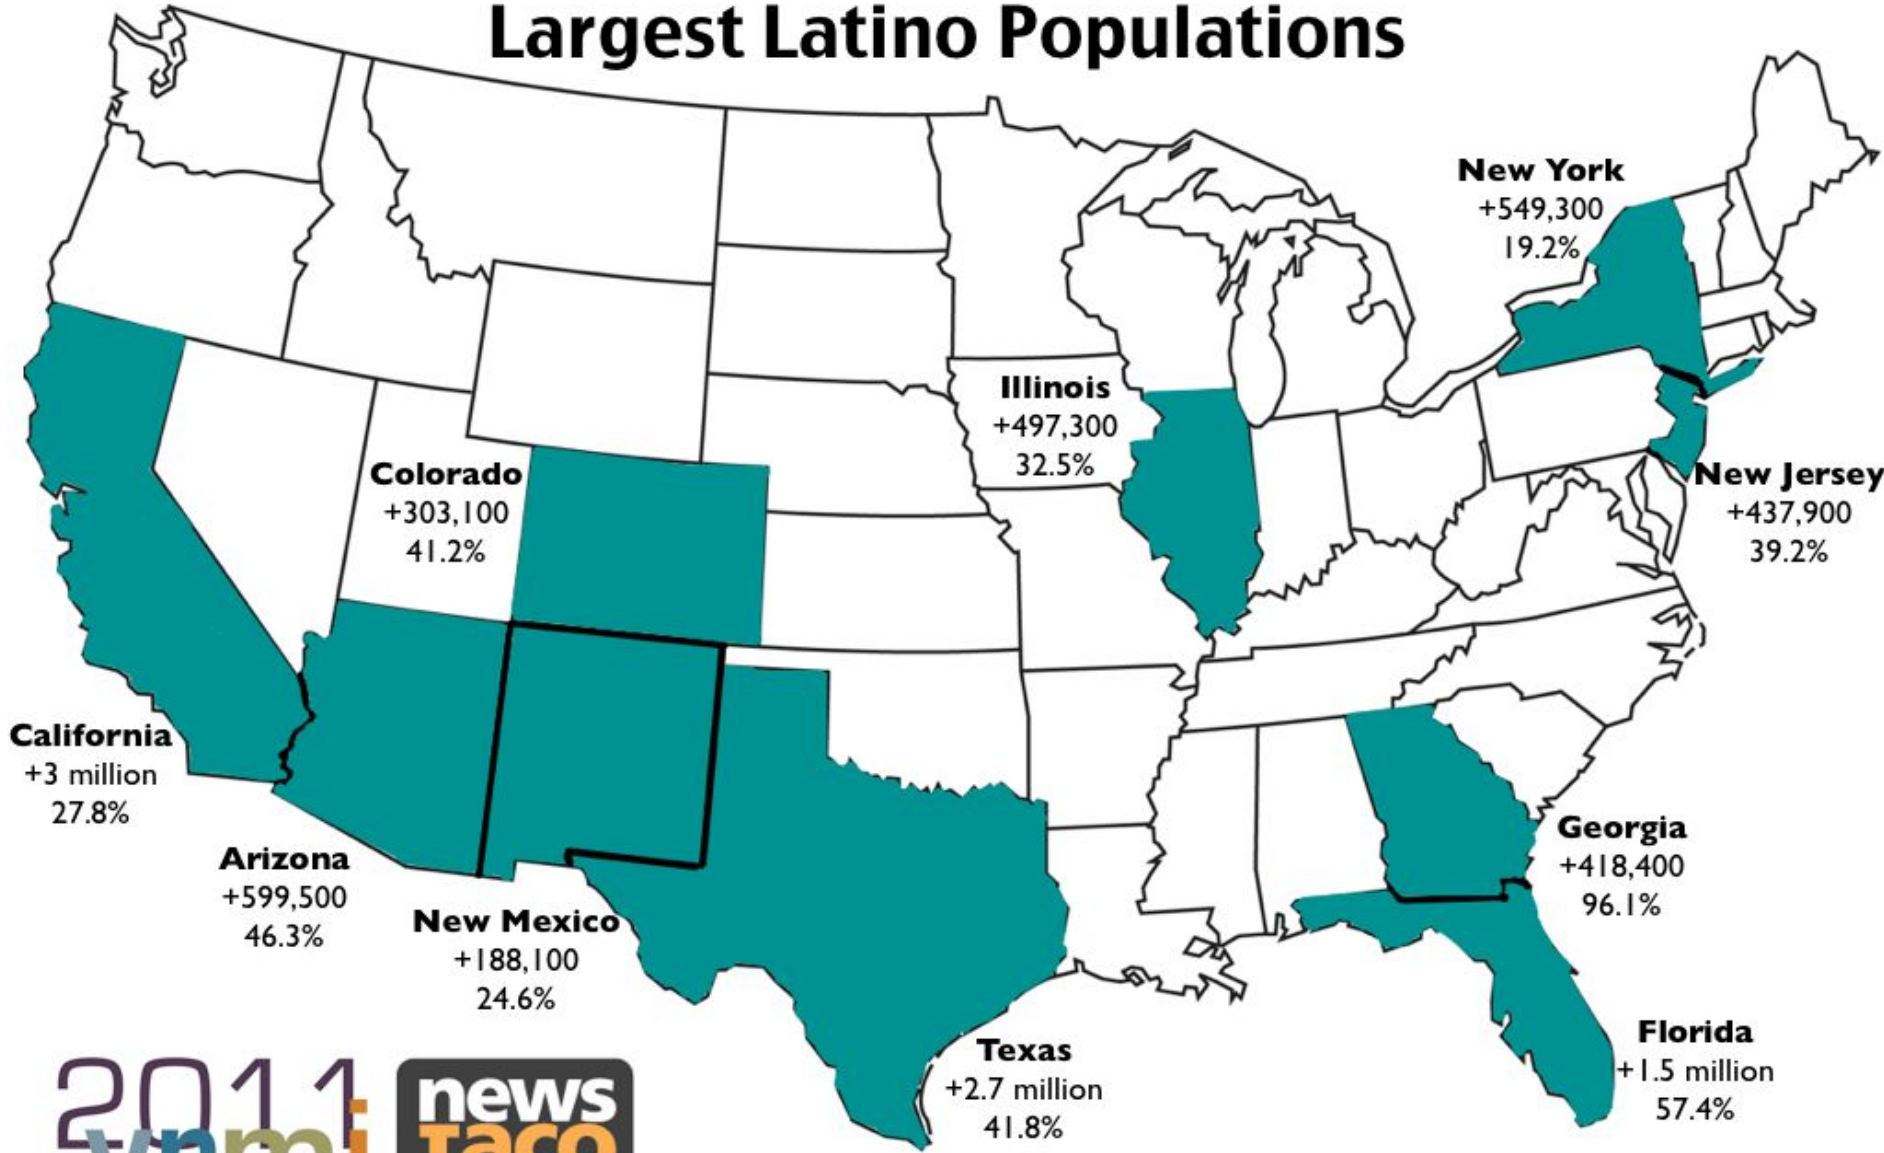 Largest Latino Populations
New York
+549,300
19.2%
Illinois
+497,300
32.5%
Colorado
+303,100
41.2%
New Jersey
+437,900
39.2%
California
+3 million
27.8%
Arizona
+599,500
46.3%
New Mexico
+188,100
24.6%
Georgia
+418,400
96.1%
Texas
+2.7 million
41.8%
Florida
+1.5 million
57.4%
2011
news
taco